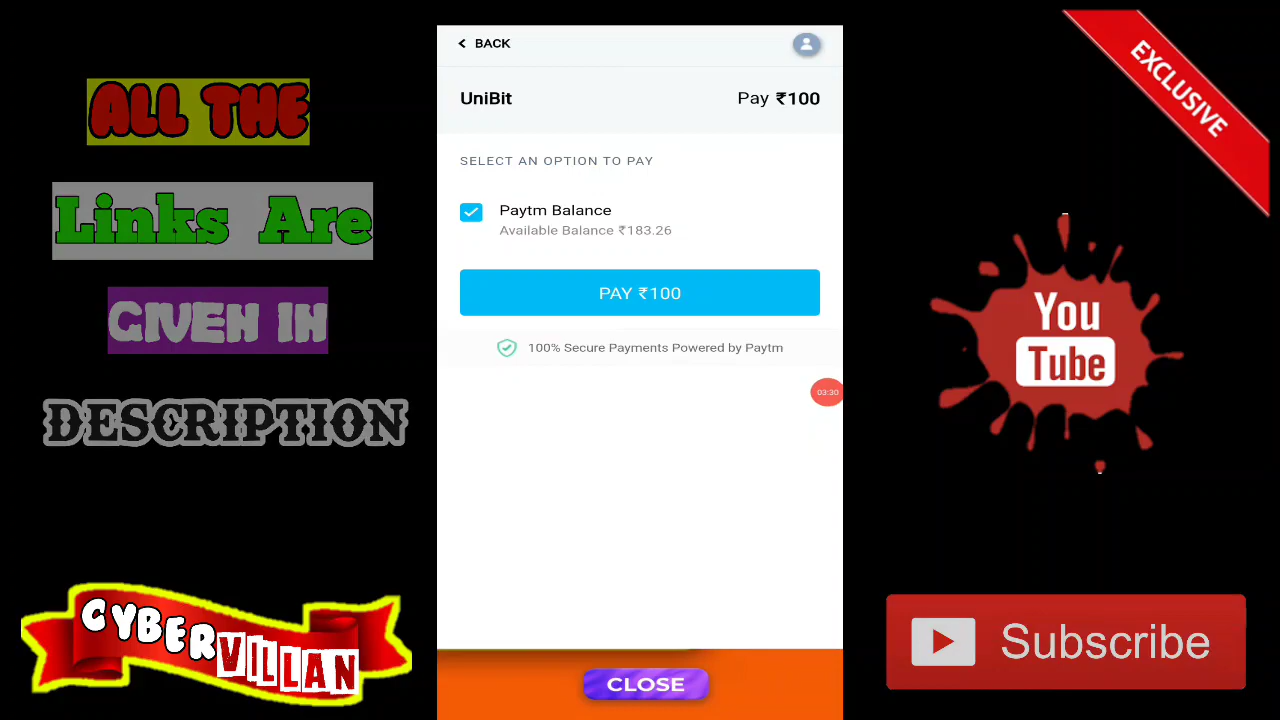 ALL THE
Links Are
GIVEN IN
DESCRIPTION
CYBERVILLAN
BACK
UniBit
Pay ₹100
SELECT AN OPTION TO PAY
Paytm Balance
Available Balance ₹183.26
PAY ₹100
100% Secure Payments Powered by Paytm
03:30
CLOSE
EXCLUSIVE
You
Tube
Subscribe